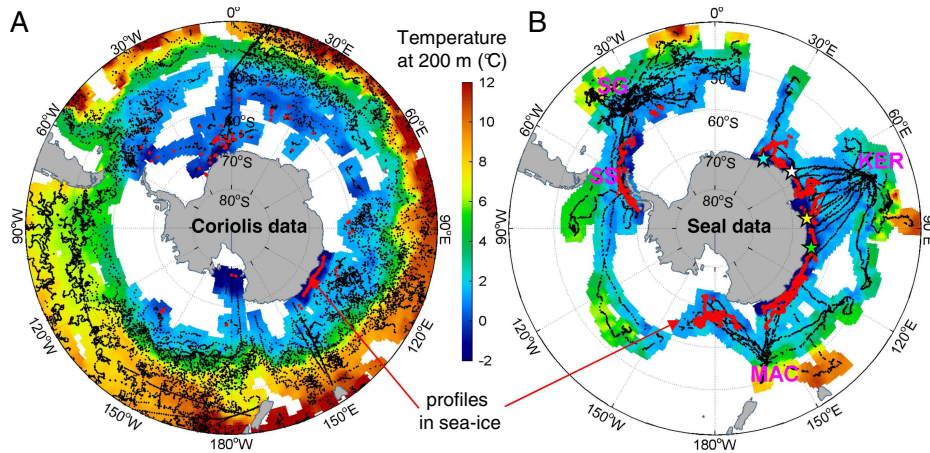 A
0°
30°E
60°E
90°E
120°E
150°E
180°W
150°W
120°W
90°W
60°W
30°W
60°S
70°S
80°S
Coriolis data
Temperature
at 200 m (°C)
12
10
8
6
4
2
0
-2
profiles
in sea-ice
B
0°
30°E
60°E
90°E
120°E
150°E
180°W
150°W
120°W
90°W
60°W
30°W
50°S
60°S
70°S
80°S
Seal data
SG
SS
KER
MAC